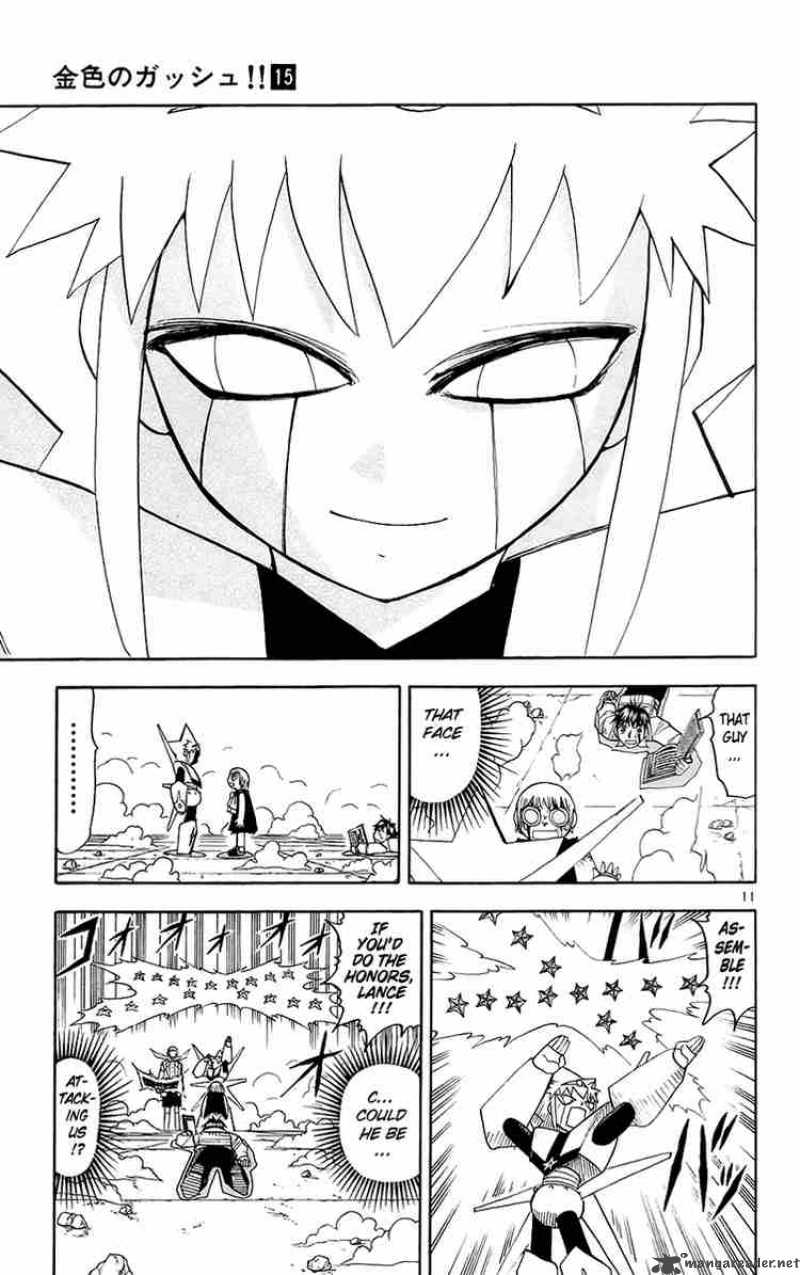 金色のガッシュ!! 15
THAT
GUY
...
THAT
FACE
...
………
11
AS-
SEM-
BLE
!!!
IF
YOU'D
DO THE
HONORS,
LANCE
!!!
C...
COULD
HE BE
...
AT-
TACK-
ING
US
!?
mangareader.net